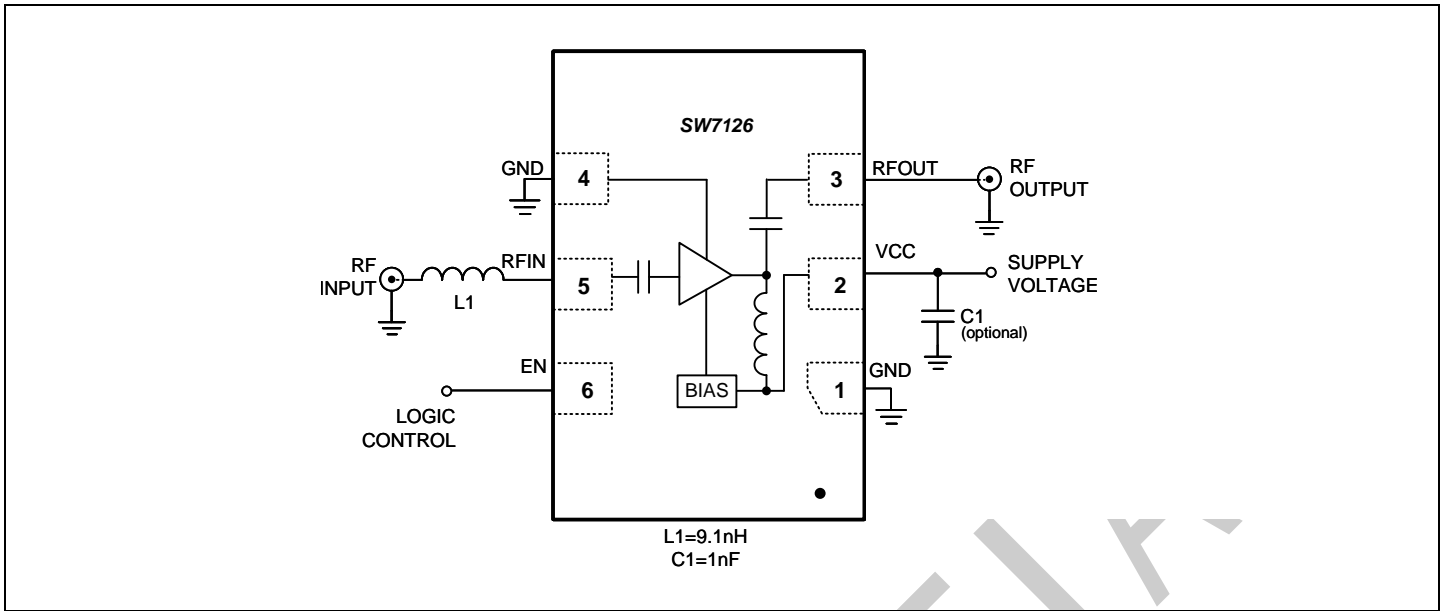 SW7126
GND
4
3
RFOUT
RF
OUTPUT
RF
INPUT
L1
RFIN
5
2
VCC
SUPPLY
VOLTAGE
C1
(optional)
EN
6
BIAS
1
GND
LOGIC
CONTROL
L1=9.1nH
C1=1nF